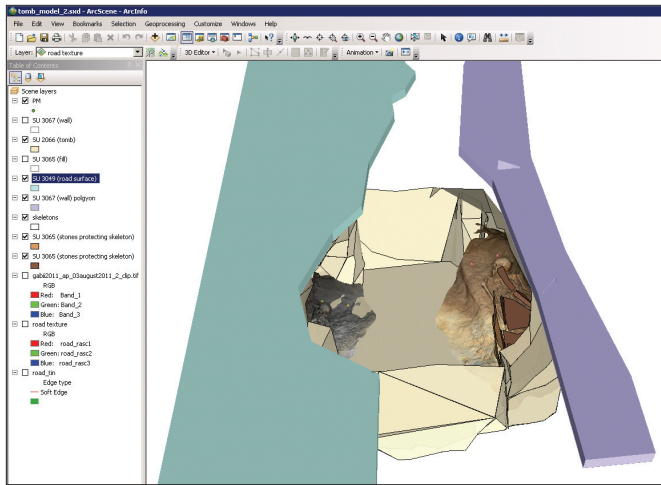 tomb_model_2.sxd - ArcScene - ArcInfo
File Edit View Bookmarks Selection Geoprocessing Customize Windows Help
Layer: road texture 3D Editor Animation
Table of Contents
Scene layers
PM
SU 3067 (wall)
SU 2066 (tomb)
SU 3065 (fill)
SU 3049 (road surface)
SU 3067 (wall) polgyon
skeletons
SU 3065 (stones protecting skeleton)
SU 3065 (stones protecting skeleton)
gabii2011_ap_03august2011_2_clip.tif
RGB
Red: Band_1
Green: Band_2
Blue: Band_3
road texture
RGB
Red: road_rasc1
Green: road_rasc2
Blue: road_rasc3
road_tin
Edge type
Soft Edge